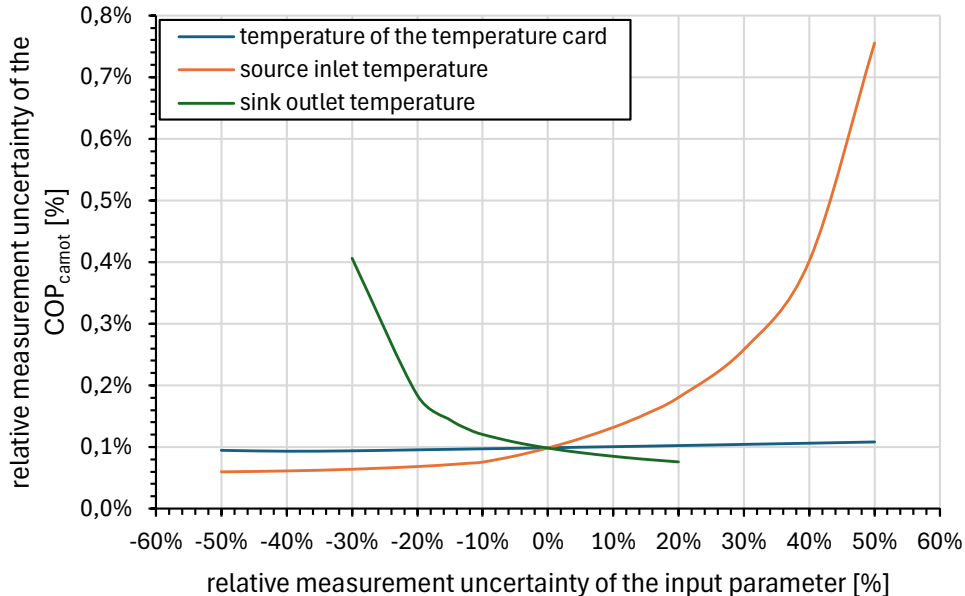 relative measurement uncertainty of the
COP_carnot [%]
0,8%
0,7%
0,6%
0,5%
0,4%
0,3%
0,2%
0,1%
0,0%
temperature of the temperature card
source inlet temperature
sink outlet temperature
-60% -50% -40% -30% -20% -10% 0% 10% 20% 30% 40% 50% 60%
relative measurement uncertainty of the input parameter [%]